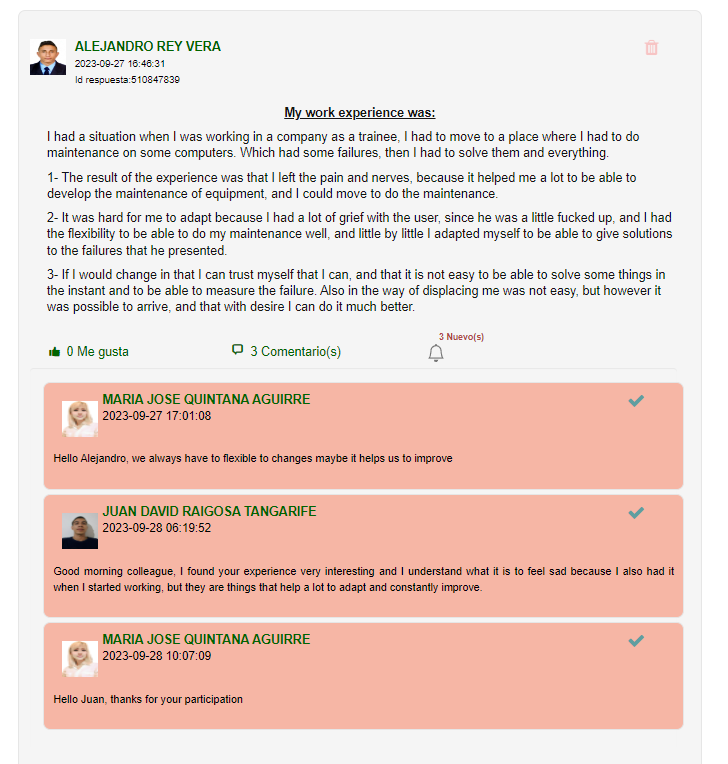 ALEJANDRO REY VERA
2023-09-27 16:46:31
Id respuesta:510847839
My work experience was:
I had a situation when I was working in a company as a trainee, I had to move to a place where I had to do
maintenance on some computers. Which had some failures, then I had to solve them and everything.
1- The result of the experience was that I left the pain and nerves, because it helped me a lot to be able to
develop the maintenance of equipment, and I could move to do the maintenance.
2- It was hard for me to adapt because I had a lot of grief with the user, since he was a little fucked up, and I had
the flexibility to be able to do my maintenance well, and little by little I adapted myself to be able to give solutions
to the failures that he presented.
3- If I would change in that I can trust myself that I can, and that it is not easy to be able to solve some things in
the instant and to be able to measure the failure. Also in the way of displacing me was not easy, but however it
was possible to arrive, and that with desire I can do it much better.
0 Me gusta
3 Comentario(s)
3 Nuevo(s)
MARIA JOSE QUINTANA AGUIRRE
2023-09-27 17:01:08
Hello Alejandro, we always have to flexible to changes maybe it helps us to improve
JUAN DAVID RAIGOSA TANGARIFE
2023-09-28 06:19:52
Good morning colleague, I found your experience very interesting and I understand what it is to feel sad because I also had it
when I started working, but they are things that help a lot to adapt and constantly improve.
MARIA JOSE QUINTANA AGUIRRE
2023-09-28 10:07:09
Hello Juan, thanks for your participation